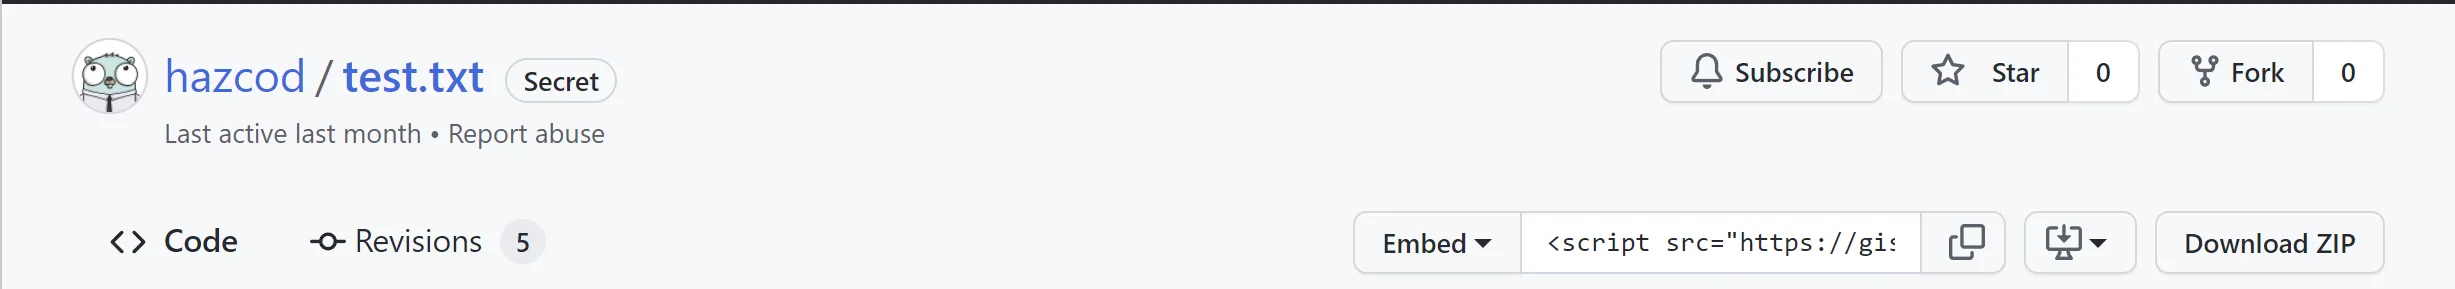 hazcod / test.txt Secret
Last active last month • Report abuse
Subscribe
Star 0
Fork 0
Code
Revisions 5
Embed
<script src="https://gis
Download ZIP